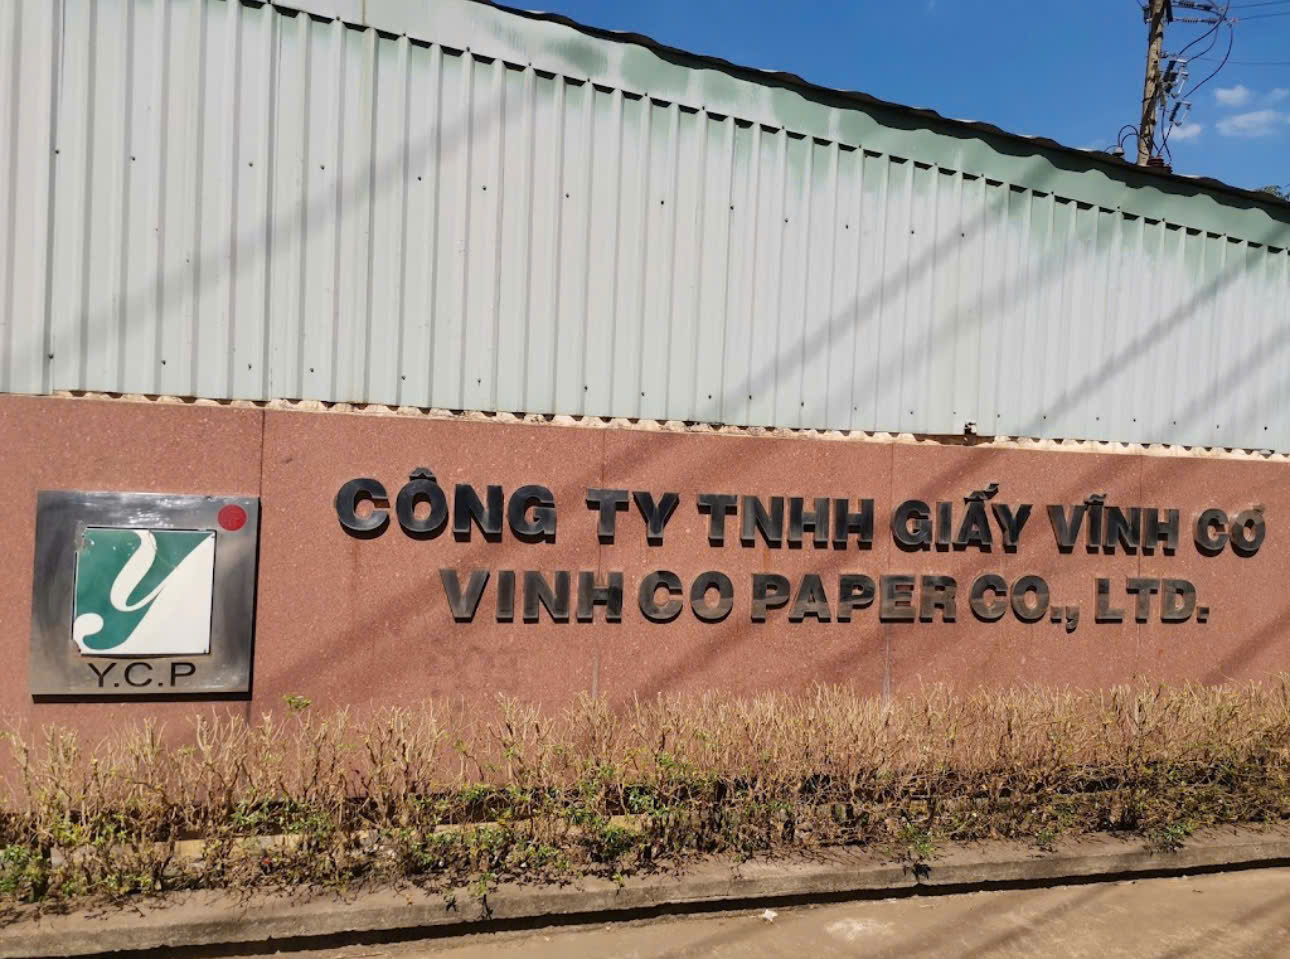 CÔNG TY TNHH GIẤY VĨNH CƠ
VINH CO PAPER CO., LTD.
y
Y.C.P